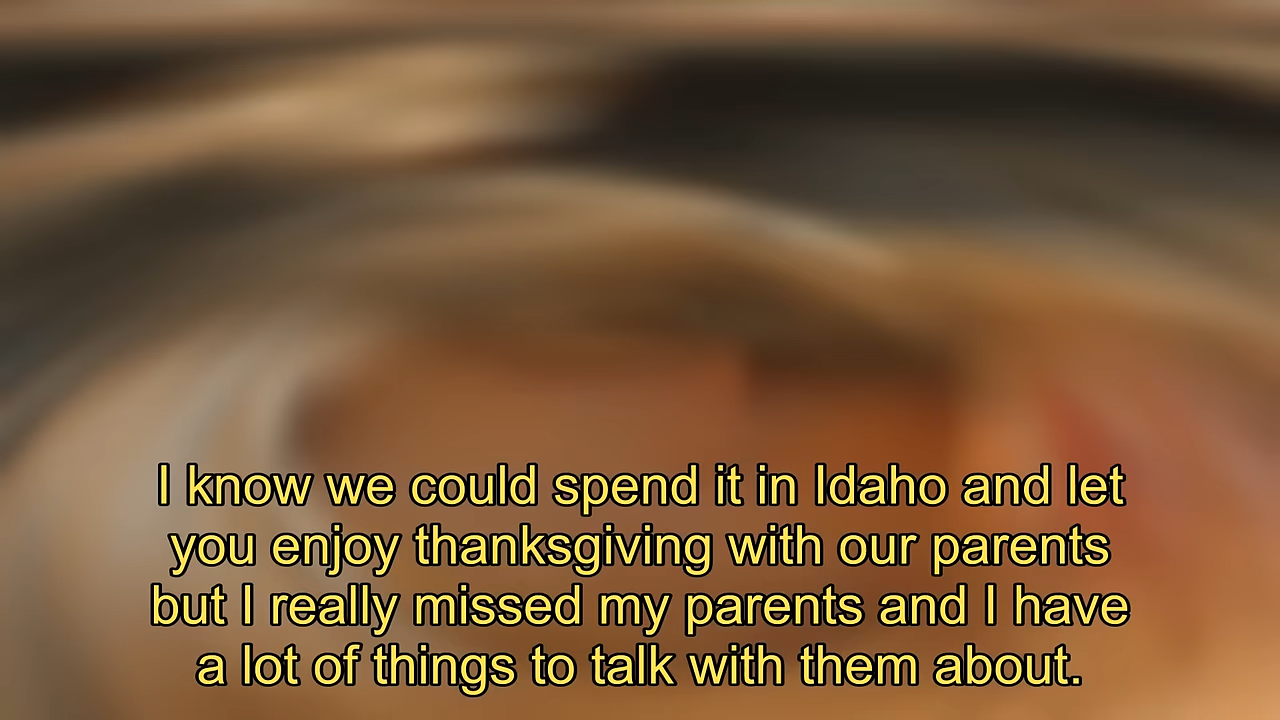 I know we could spend it in Idaho and let
you enjoy thanksgiving with our parents
but I really missed my parents and I have
a lot of things to talk with them about.